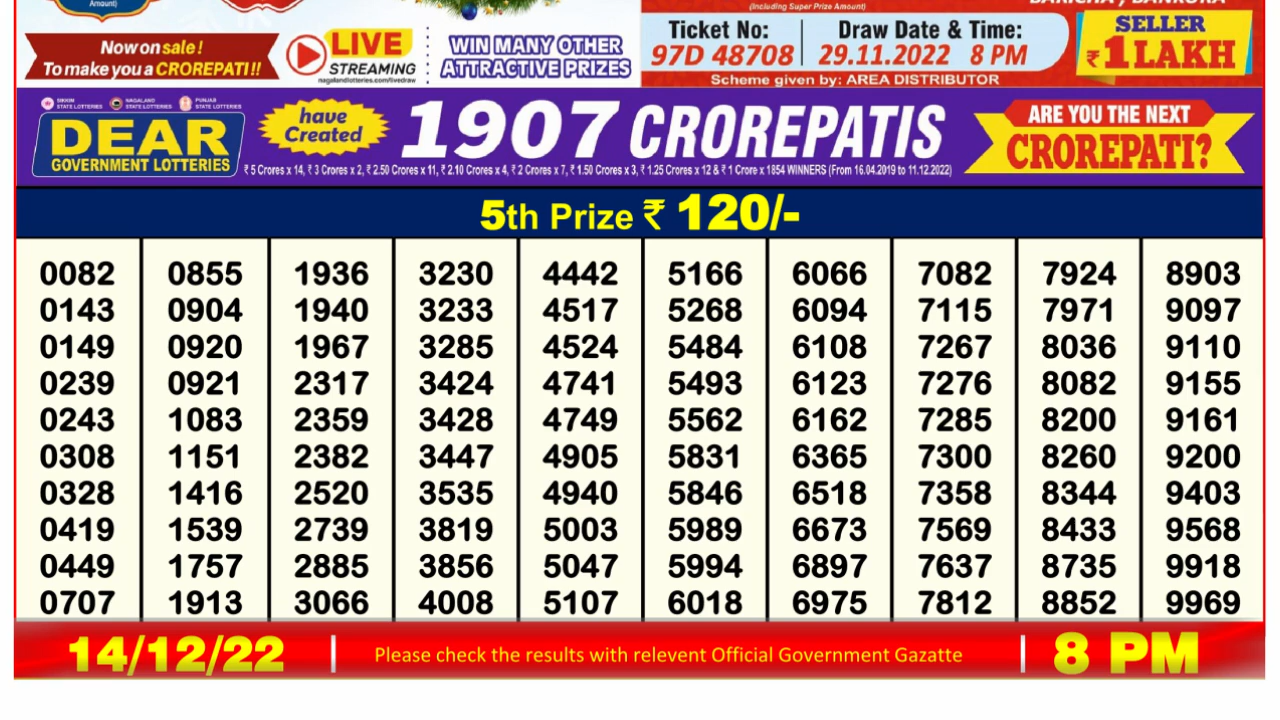 Amount)
(Including Super Prize Amount)
Now on sale!
To make you a CROREPATI!!
LIVE
STREAMING
nagalandlotteries.com/livedraw
WIN MANY OTHER
ATTRACTIVE PRIZES
Ticket No:
97D 48708
Draw Date & Time:
29.11.2022 8 PM
Scheme given by: AREA DISTRIBUTOR
SELLER
₹ 1 LAKH
SIKKIM
STATE LOTTERIES
NAGALAND
STATE LOTTERIES
PUNJAB
STATE LOTTERIES
DEAR
GOVERNMENT LOTTERIES
have
Created
1907 CROREPATIS
₹ 5 Crores x 14, ₹ 3 Crores x 2, ₹ 2.50 Crores x 11, ₹ 2.10 Crores x 4, ₹ 2 Crores x 7, ₹ 1.50 Crores x 3, ₹ 1.25 Crores x 12 & ₹ 1 Crore x 1854 WINNERS (From 16.04.2019 to 11.12.2022)
ARE YOU THE NEXT
CROREPATI?
5th Prize ₹ 120/-
0082 0855 1936 3230 4442 5166 6066 7082 7924 8903
0143 0904 1940 3233 4517 5268 6094 7115 7971 9097
0149 0920 1967 3285 4524 5484 6108 7267 8036 9110
0239 0921 2317 3424 4741 5493 6123 7276 8082 9155
0243 1083 2359 3428 4749 5562 6162 7285 8200 9161
0308 1151 2382 3447 4905 5831 6365 7300 8260 9200
0328 1416 2520 3535 4940 5846 6518 7358 8344 9403
0419 1539 2739 3819 5003 5989 6673 7569 8433 9568
0449 1757 2885 3856 5047 5994 6897 7637 8735 9918
0707 1913 3066 4008 5107 6018 6975 7812 8852 9969
14/12/22
Please check the results with relevent Official Government Gazatte
8 PM